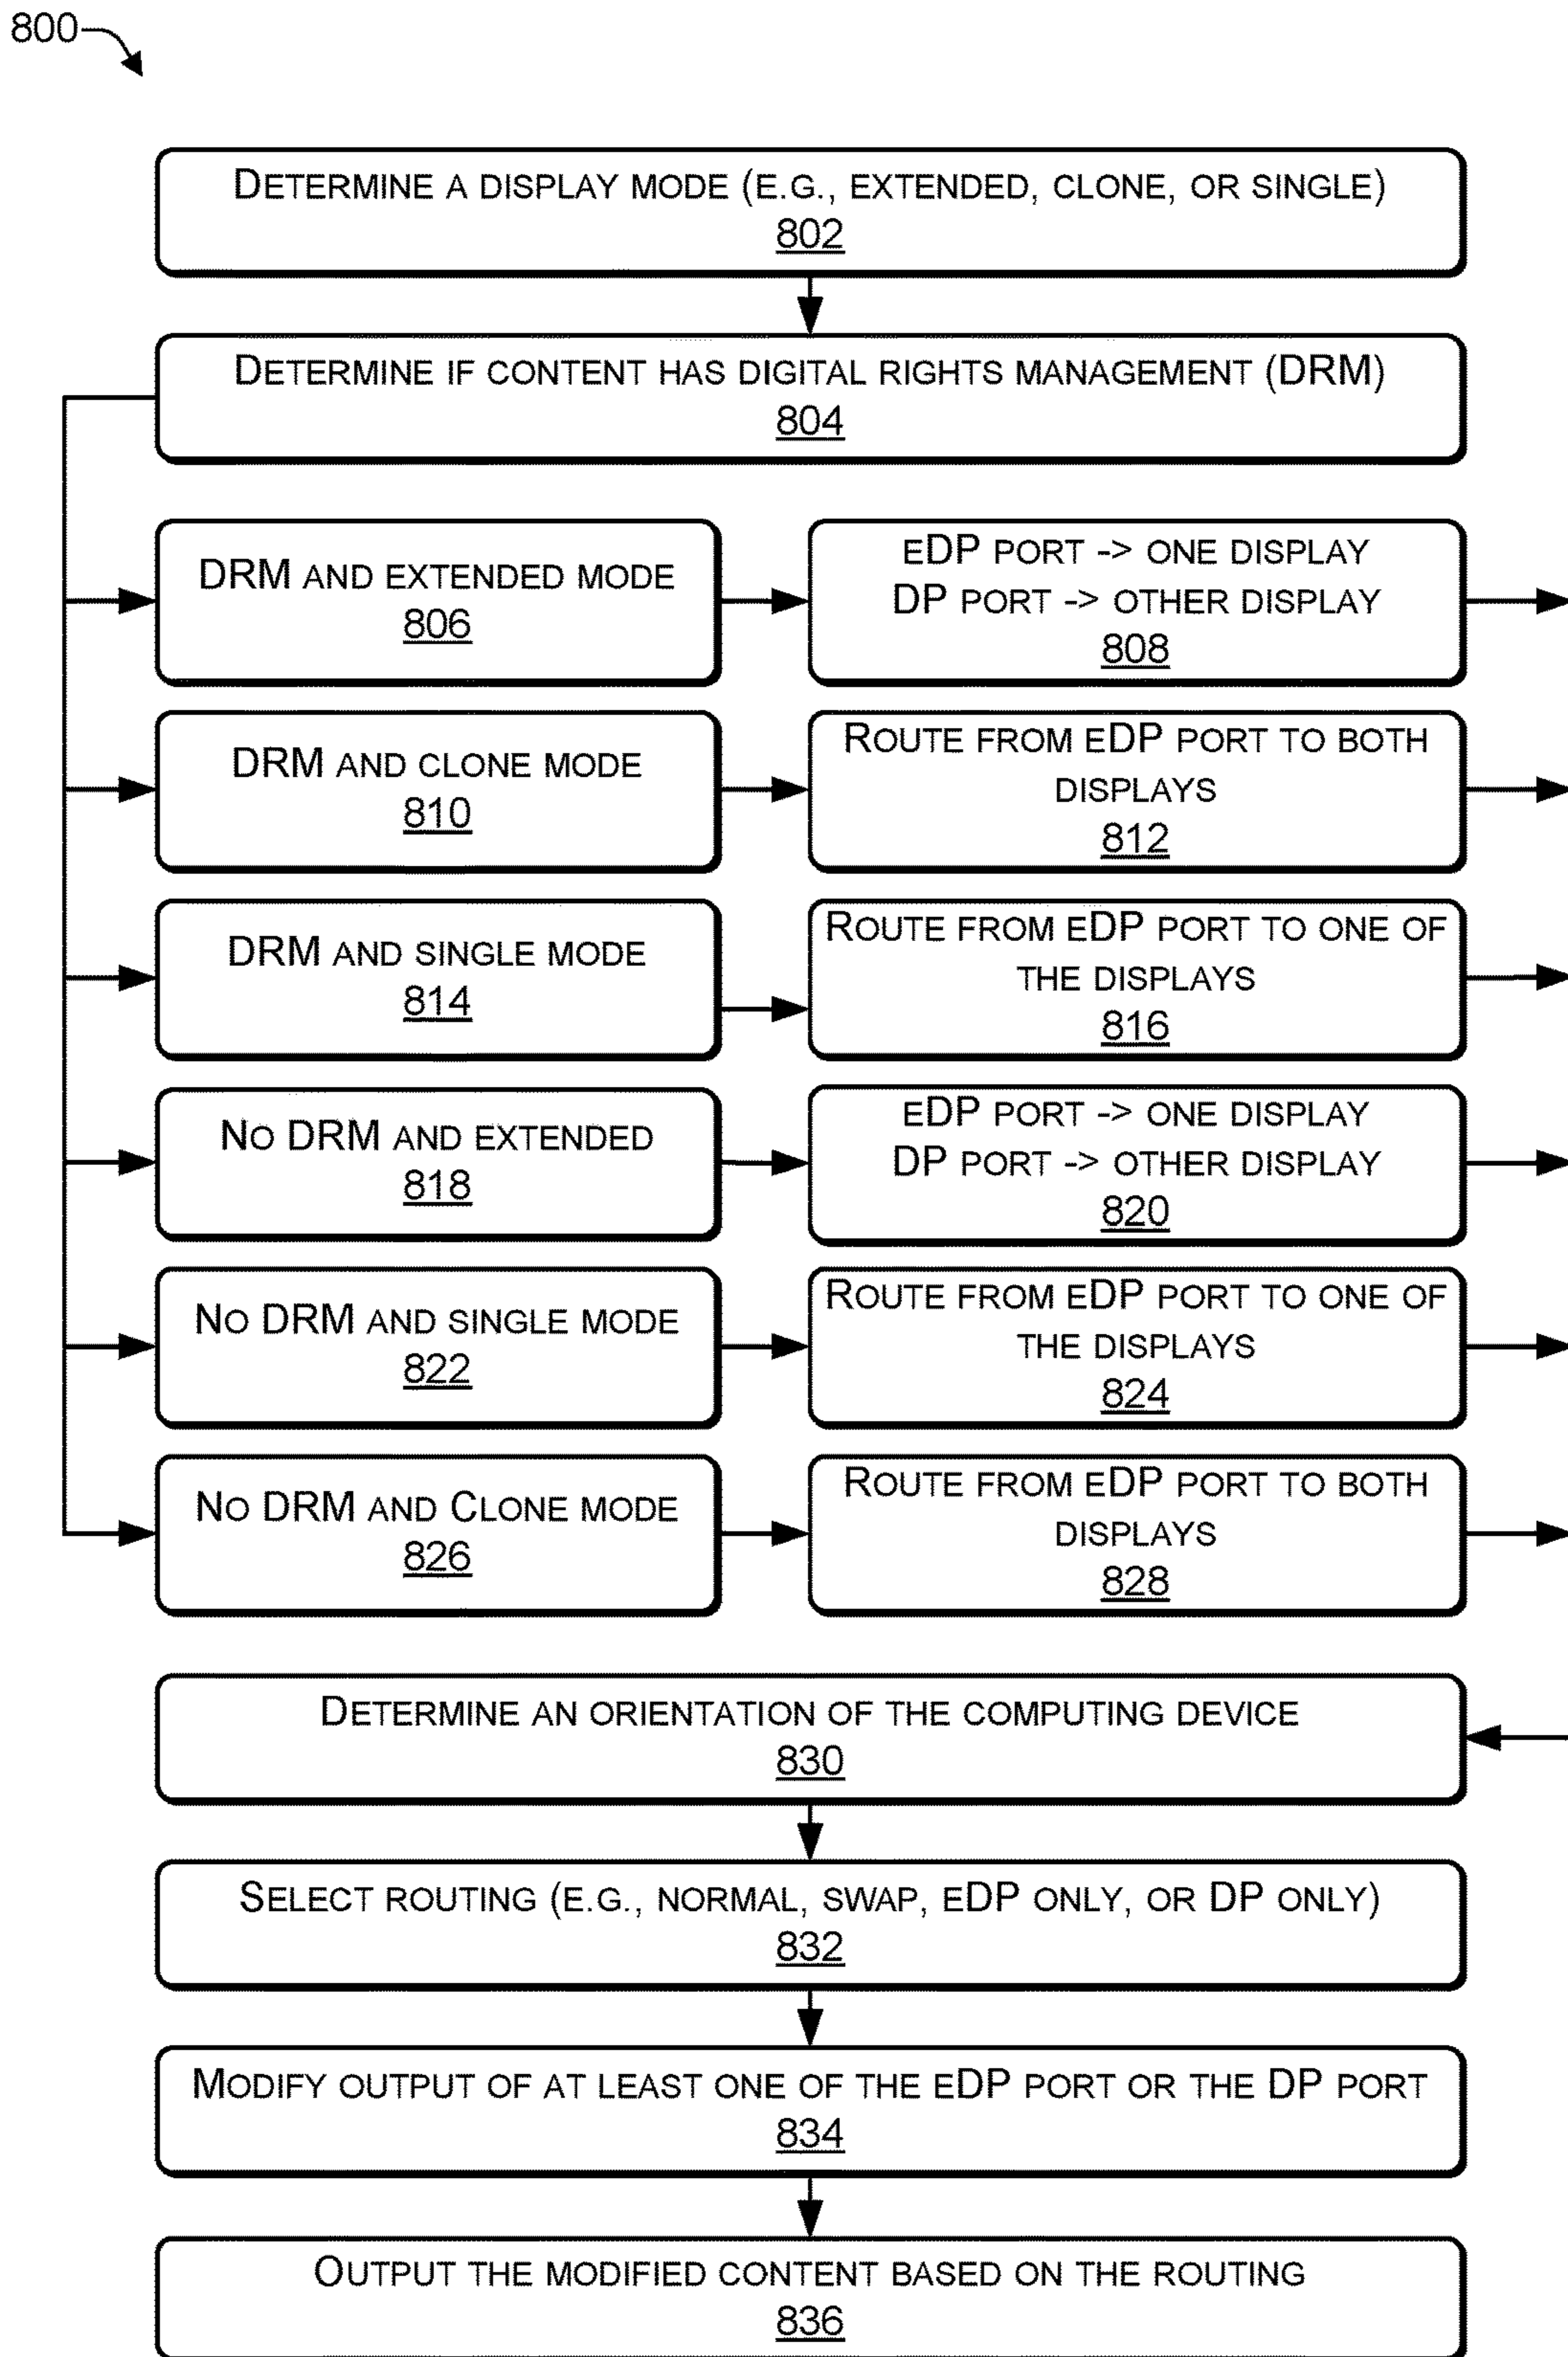 800
DETERMINE A DISPLAY MODE (E.G., EXTENDED, CLONE, OR SINGLE)
802
DETERMINE IF CONTENT HAS DIGITAL RIGHTS MANAGEMENT (DRM)
804
DRM AND EXTENDED MODE
806
EDP PORT -> ONE DISPLAY
DP PORT -> OTHER DISPLAY
808
DRM AND CLONE MODE
810
ROUTE FROM EDP PORT TO BOTH
DISPLAYS
812
DRM AND SINGLE MODE
814
ROUTE FROM EDP PORT TO ONE OF
THE DISPLAYS
816
NO DRM AND EXTENDED
818
EDP PORT -> ONE DISPLAY
DP PORT -> OTHER DISPLAY
820
NO DRM AND SINGLE MODE
822
ROUTE FROM EDP PORT TO ONE OF
THE DISPLAYS
824
NO DRM AND CLONE MODE
826
ROUTE FROM EDP PORT TO BOTH
DISPLAYS
828
DETERMINE AN ORIENTATION OF THE COMPUTING DEVICE
830
SELECT ROUTING (E.G., NORMAL, SWAP, EDP ONLY, OR DP ONLY)
832
MODIFY OUTPUT OF AT LEAST ONE OF THE EDP PORT OR THE DP PORT
834
OUTPUT THE MODIFIED CONTENT BASED ON THE ROUTING
836